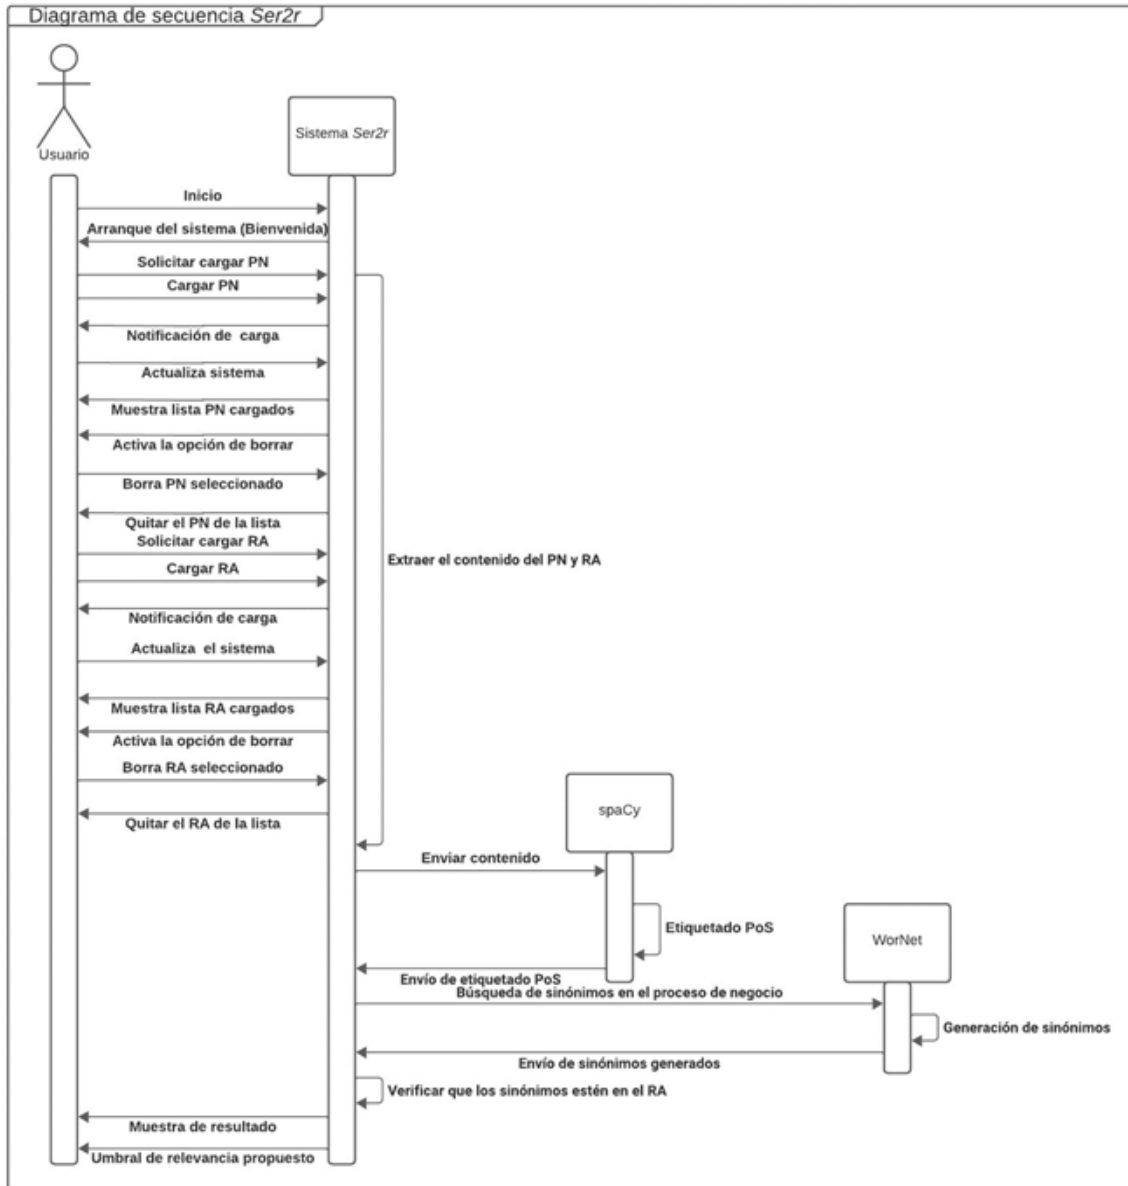 Diagrama de secuencia Ser2r
Usuario
Sistema Ser2r
Inicio
Arranque del sistema (Bienvenida)
Solicitar cargar PN
Cargar PN
Notificación de carga
Actualiza sistema
Muestra lista PN cargados
Activa la opción de borrar
Borra PN seleccionado
Quitar el PN de la lista
Solicitar cargar RA
Extraer el contenido del PN y RA
Cargar RA
Notificación de carga
Actualiza el sistema
Muestra lista RA cargados
Activa la opción de borrar
Borra RA seleccionado
Quitar el RA de la lista
spaCy
Enviar contenido
Etiquetado PoS
WorNet
Envío de etiquetado PoS
Búsqueda de sinónimos en el proceso de negocio
Generación de sinónimos
Envío de sinónimos generados
Verificar que los sinónimos estén en el RA
Muestra de resultado
Umbral de relevancia propuesto